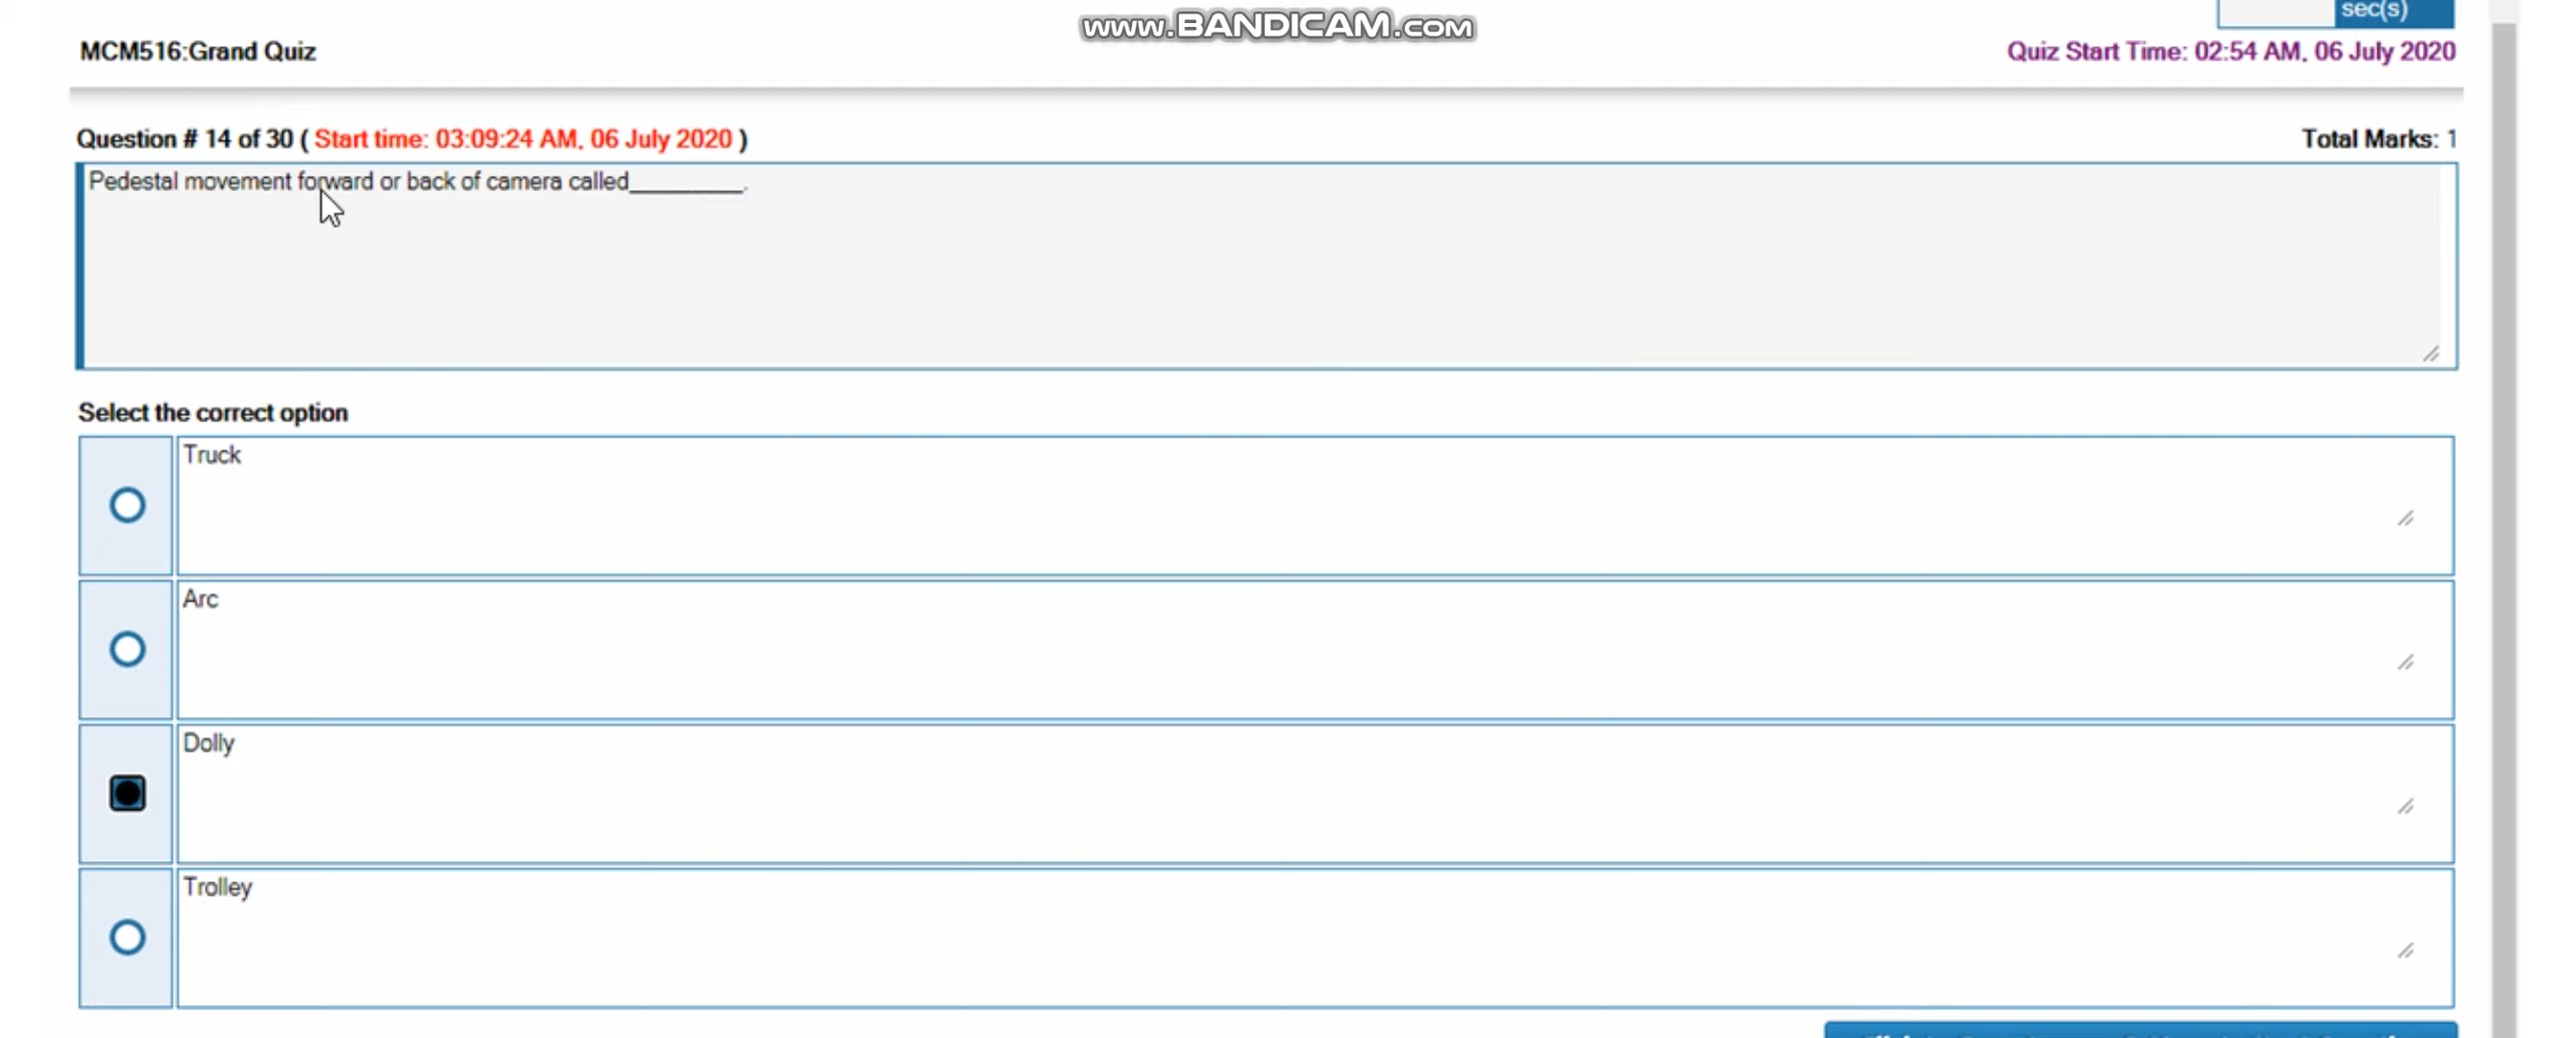 www.BANDICAM.com
sec(s)
MCM516:Grand Quiz
Quiz Start Time: 02:54 AM, 06 July 2020
Question # 14 of 30 ( Start time: 03:09:24 AM, 06 July 2020 )
Total Marks: 1
Pedestal movement forward or back of camera called_________.
Select the correct option
Truck
Arc
Dolly
Trolley